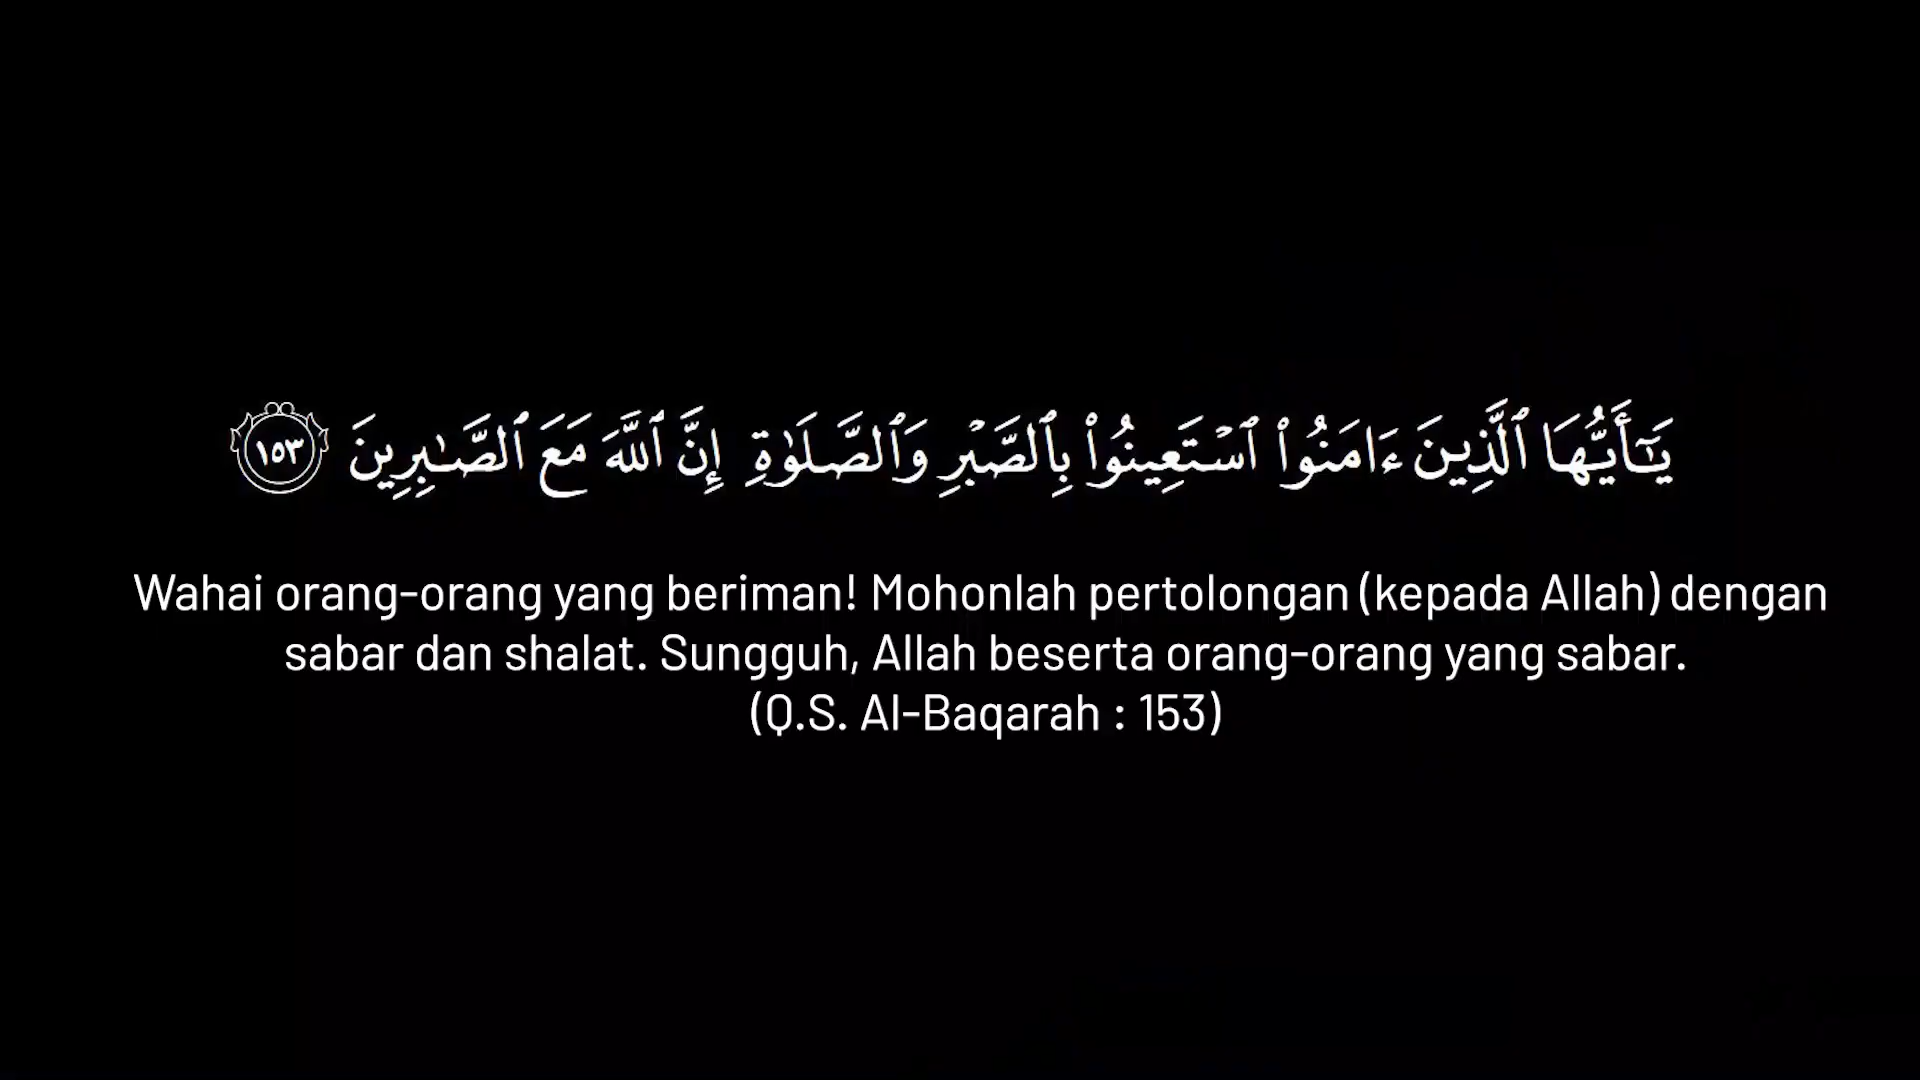 يَـٰٓأَيُّهَا ٱلَّذِينَ ءَامَنُوا۟ ٱسْتَعِينُوا۟ بِٱلصَّبْرِ وَٱلصَّلَوٰةِ إِنَّ ٱللَّهَ مَعَ ٱلصَّـٰبِرِينَ ١٥٣
Wahai orang-orang yang beriman! Mohonlah pertolongan (kepada Allah) dengan
sabar dan shalat. Sungguh, Allah beserta orang-orang yang sabar.
(Q.S. Al-Baqarah : 153)